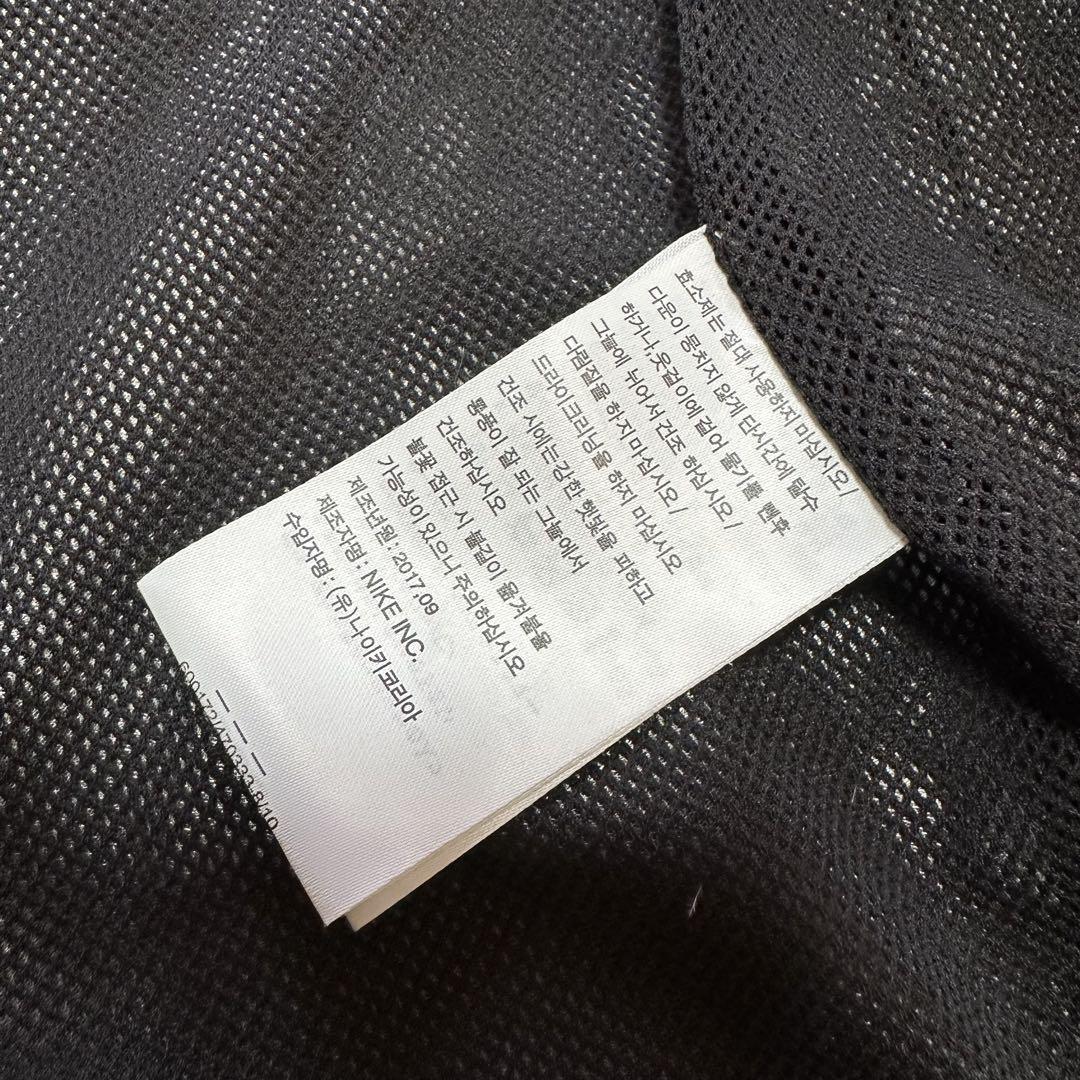 효소제는 절대 사용하지 마십시오/
다운이 뭉치지 않게 단시간에 탈수
하거나,옷걸이에 걸어 물기를 뺀후
그늘에 뉘어서 건조 하십시오/
다림질을 하지 마십시오/
드라이크리닝을 하지 마십시오
건조 시에는 강한 햇빛을 피하고
통풍이 잘 되는 그늘에서
건조하십시오
불꽃 접근 시 불길이 옮겨붙을
가능성이 있으니 주의하십시오
제조년월 : 2017.09
제조자명 : NIKE INC.
수입자명 : (유)나이키코리아
8/10